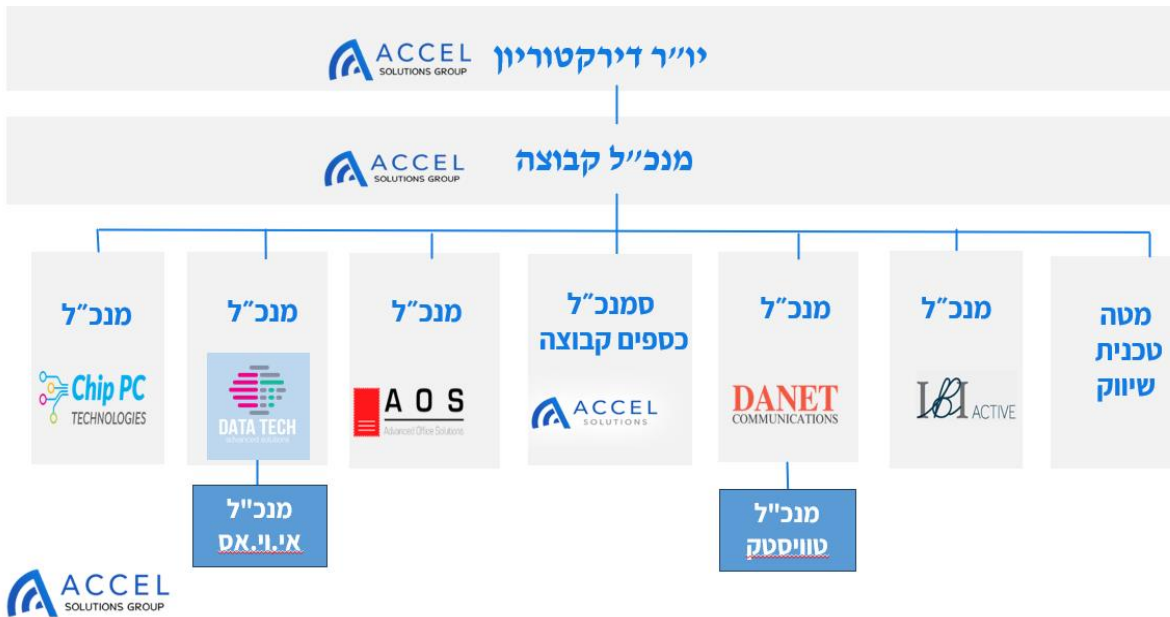 ACCEL
SOLUTIONS GROUP
יו״ר דירקטוריון
ACCEL
SOLUTIONS GROUP
מנכ״ל קבוצה
מנכ״ל
Chip PC
TECHNOLOGIES
מנכ״ל
DATA TECH
advanced solutions
מנכ״ל
AOS
Advanced Office Solutions
סמנכ״ל
כספים קבוצה
ACCEL
SOLUTIONS
מנכ״ל
DANET
COMMUNICATIONS
מנכ״ל
IBI ACTIVE
מטה
טכנית
שיווק
מנכ"ל
אי.וי.אס
מנכ"ל
טוויסטק
ACCEL
SOLUTIONS GROUP